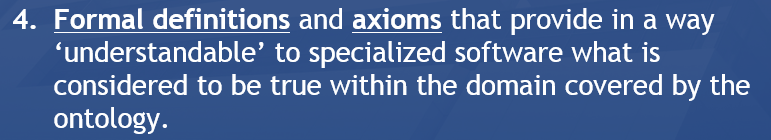 4. Formal definitions and axioms that provide in a way
‘understandable’ to specialized software what is
considered to be true within the domain covered by the
ontology.